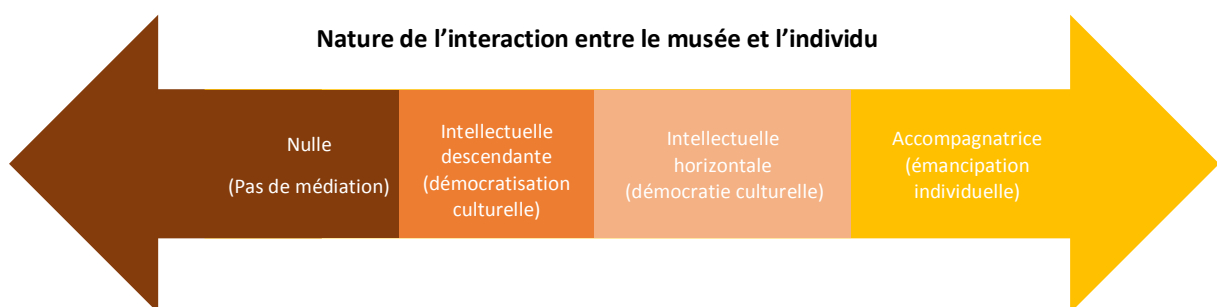 Nature de l’interaction entre le musée et l’individu
Nulle
(Pas de médiation)
Intellectuelle
descendante
(démocratisation
culturelle)
Intellectuelle
horizontale
(démocratie culturelle)
Accompagnatrice
(émancipation
individuelle)